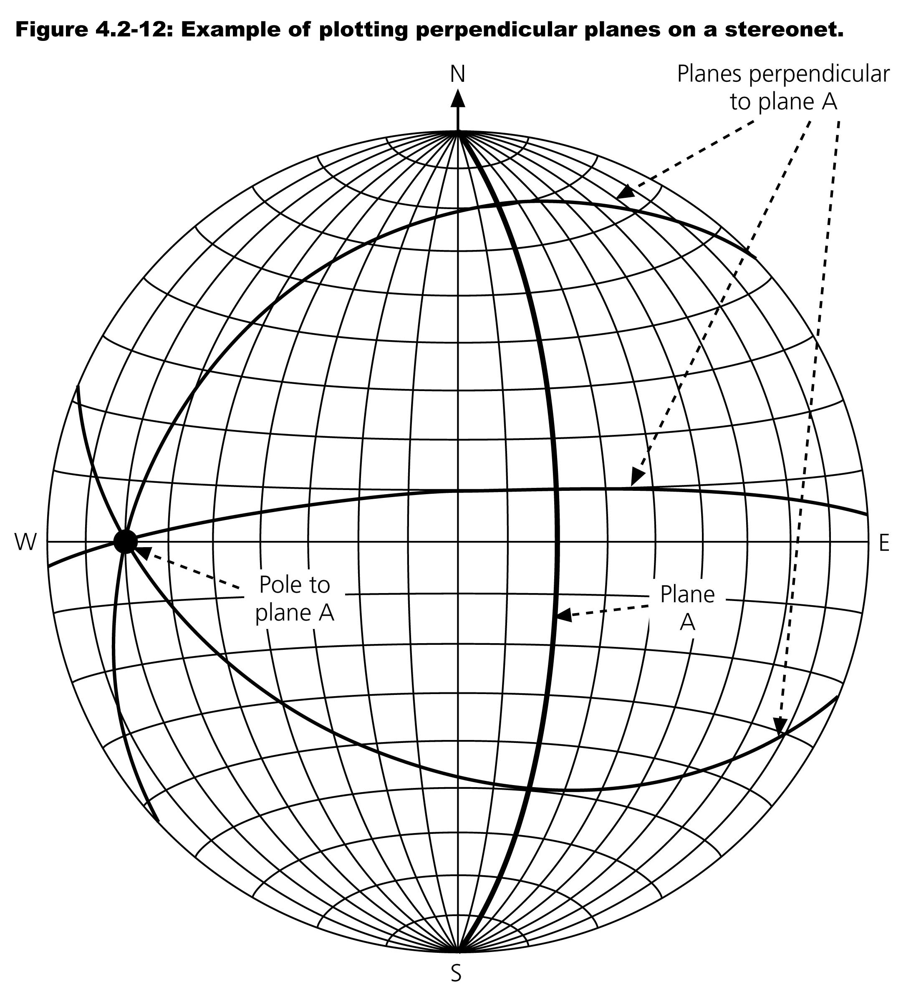 Figure 4.2-12: Example of plotting perpendicular planes on a stereonet.
N
Planes perpendicular
to plane A
W
E
Pole to
plane A
Plane
A
S